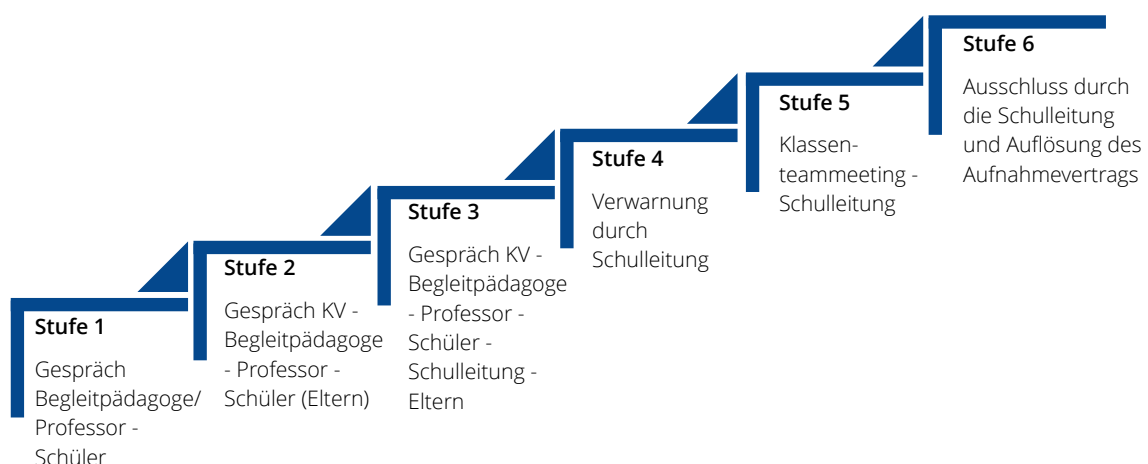 Stufe 1
Gespräch
Begleitpädagoge/
Professor -
Schüler
Stufe 2
Gespräch KV -
Begleitpädagoge
- Professor -
Schüler (Eltern)
Stufe 3
Gespräch KV -
Begleitpädagoge
- Professor -
Schüler -
Schulleitung -
Eltern
Stufe 4
Verwarnung
durch
Schulleitung
Stufe 5
Klassen-
teammeeting -
Schulleitung
Stufe 6
Ausschluss durch
die Schulleitung
und Auflösung des
Aufnahmevertrags